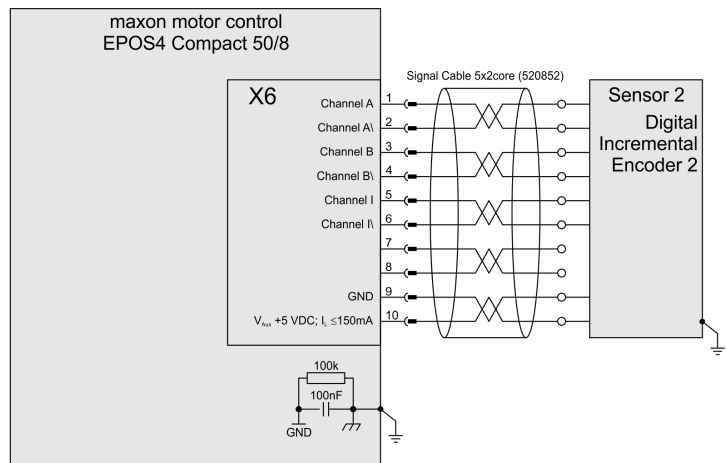 maxon motor control
EPOS4 Compact 50/8
Signal Cable 5x2core (520852)
X6
Sensor 2
Digital
Incremental
Encoder 2
Channel A 1
Channel A\ 2
Channel B 3
Channel B\ 4
Channel I 5
Channel I\ 6
7
8
GND 9
VAux +5 VDC; IL ≤150mA 10
100k
100nF
GND